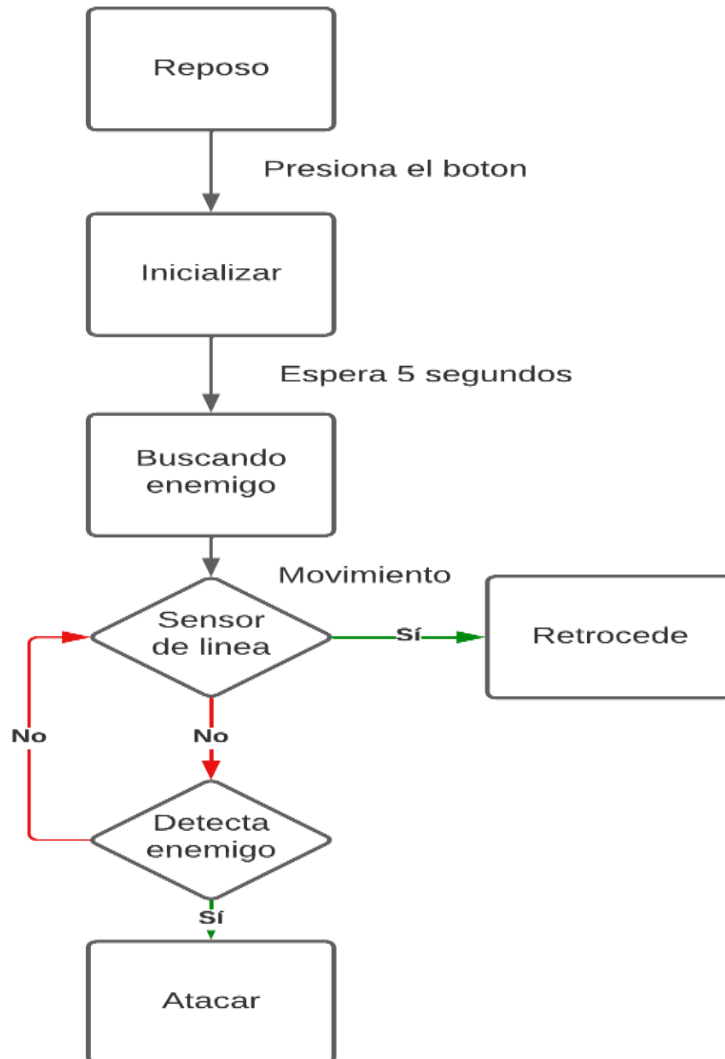 Reposo
Presiona el boton
Inicializar
Espera 5 segundos
Buscando
enemigo
Movimiento
Sensor
de linea
Sí
Retrocede
No
No
Detecta
enemigo
Sí
Atacar